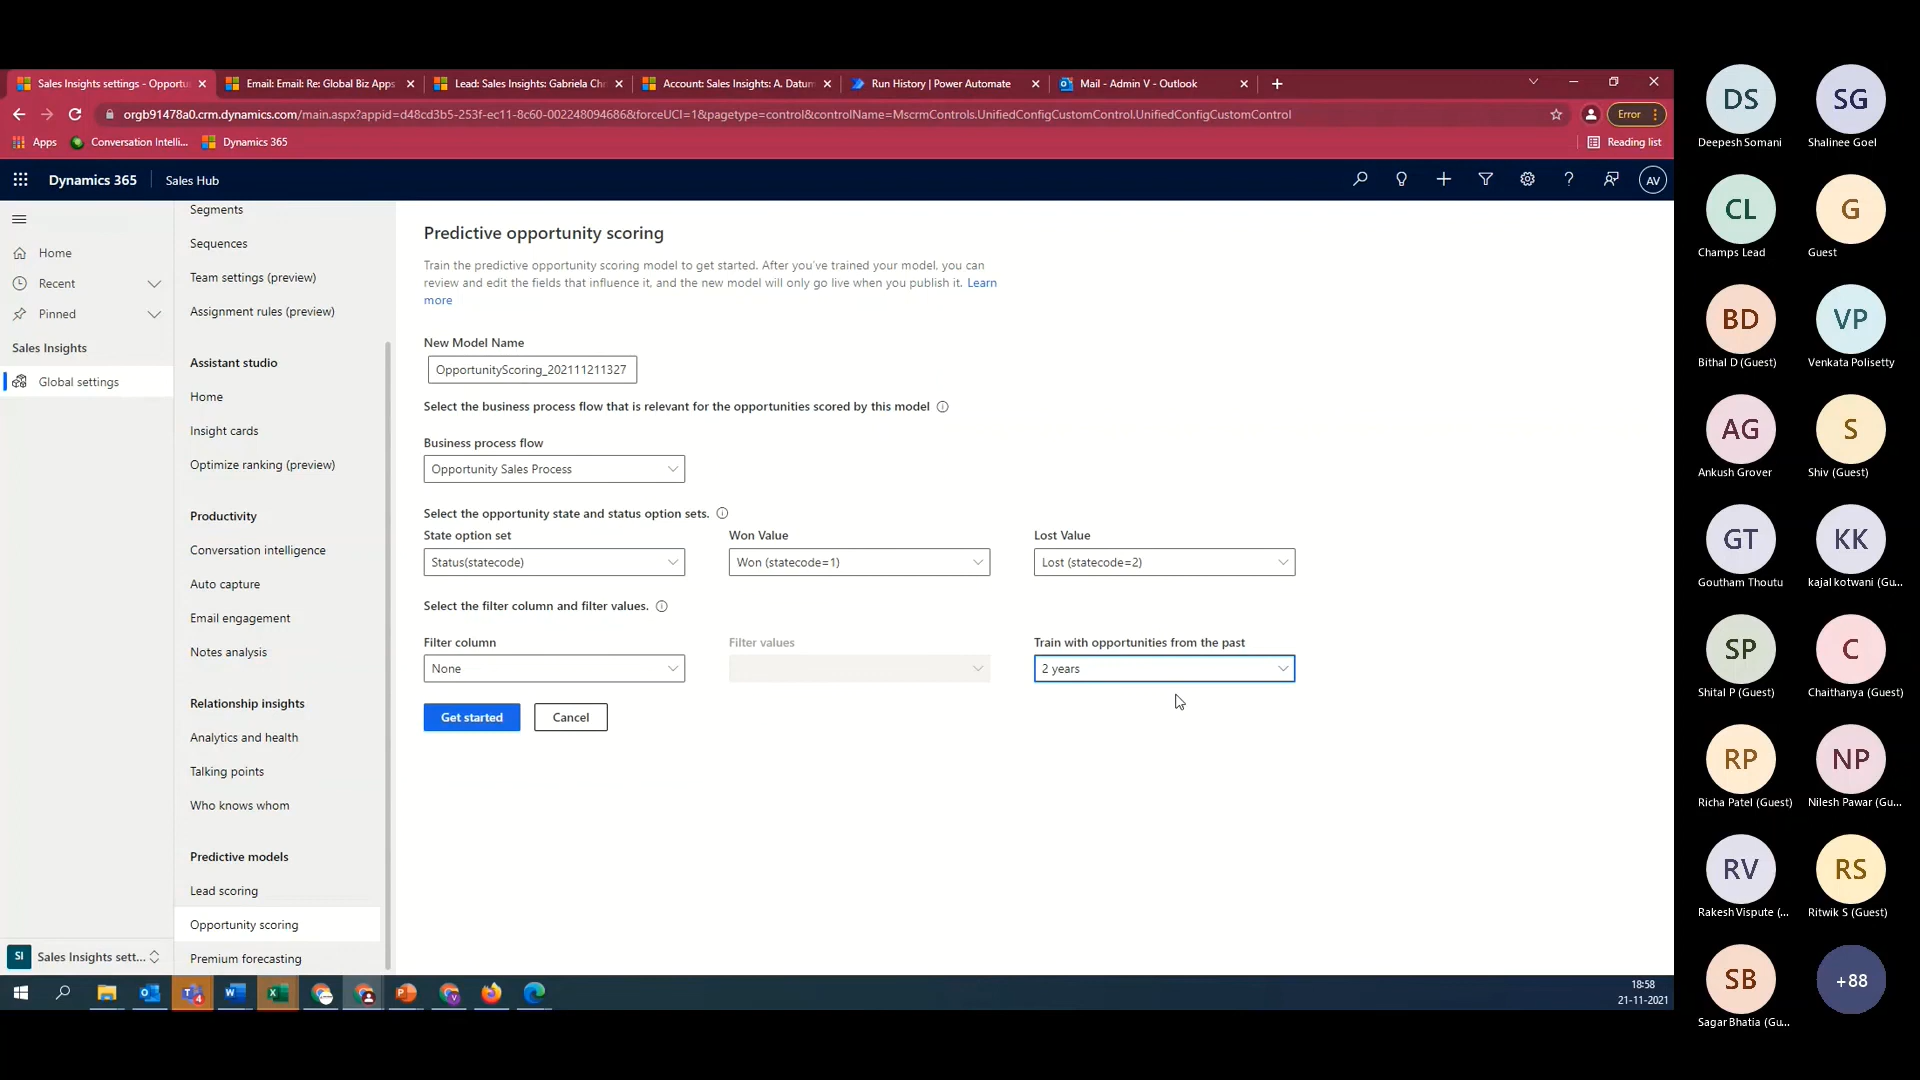 Sales Insights settings - Opportu
Email: Email: Re: Global Biz Apps
Lead: Sales Insights: Gabriela Ch
Account: Sales Insights: A. Datum
Run History | Power Automate
Mail - Admin V - Outlook
orgb91478a0.crm.dynamics.com/main.aspx?appid=d48cd3b5-253f-ec11-8c60-002248094686&forceUCI=1&pagetype=control&controlName=MscrmControls.UnifiedConfigCustomControl.UnifiedConfigCustomControl
Error
Apps
Conversation Intelli...
Dynamics 365
Reading list
Dynamics 365
Sales Hub
AV
Home
Recent
Pinned
Sales Insights
Global settings
SI
Sales Insights sett...
Segments
Sequences
Team settings (preview)
Assignment rules (preview)
Assistant studio
Home
Insight cards
Optimize ranking (preview)
Productivity
Conversation intelligence
Auto capture
Email engagement
Notes analysis
Relationship insights
Analytics and health
Talking points
Who knows whom
Predictive models
Lead scoring
Opportunity scoring
Premium forecasting
Predictive opportunity scoring
Train the predictive opportunity scoring model to get started. After you've trained your model, you can
review and edit the fields that influence it, and the new model will only go live when you publish it. Learn
more
New Model Name
OpportunityScoring_202111211327
Select the business process flow that is relevant for the opportunities scored by this model
Business process flow
Opportunity Sales Process
Select the opportunity state and status option sets.
State option set
Won Value
Lost Value
Status(statecode)
Won (statecode=1)
Lost (statecode=2)
Select the filter column and filter values.
Filter column
Filter values
Train with opportunities from the past
None
2 years
Get started
Cancel
4
18:58
21-11-2021
DS
SG
Deepesh Somani
Shalinee Goel
CL
G
Champs Lead
Guest
BD
VP
Bithal D (Guest)
Venkata Polisetty
AG
S
Ankush Grover
Shiv (Guest)
GT
KK
Goutham Thoutu
kajal kotwani (Gu...
SP
C
Shital P (Guest)
Chaithanya (Guest)
RP
NP
Richa Patel (Guest)
Nilesh Pawar (Gu...
RV
RS
Rakesh Vispute (...
Ritwik S (Guest)
SB
+88
Sagar Bhatia (Gu...